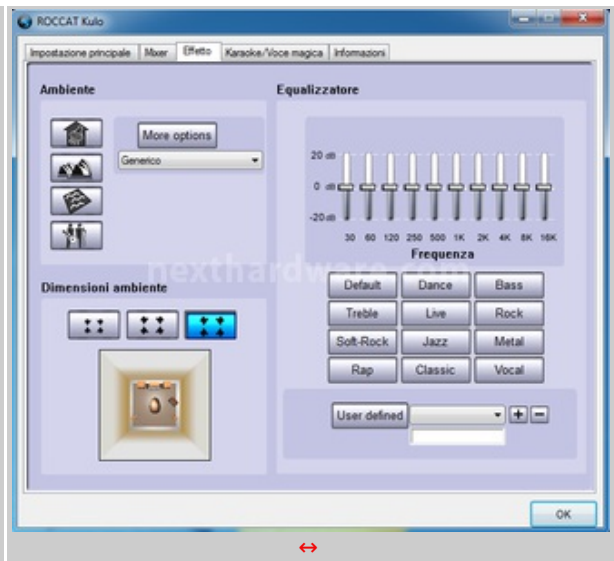 ROCCAT Kulo
Impostazione principale Mixer Effetto Karaoke/Voce magica Informazioni
Ambiente
More options
Generico
Dimensioni ambiente
Equalizzatore
20 dB
0 dB
-20 dB
30 60 120 250 500 1K 2K 4K 8K 16K
Frequenza
Default Dance Bass
Treble Live Rock
Soft-Rock Jazz Metal
Rap Classic Vocal
User defined
OK
nexthardware.com